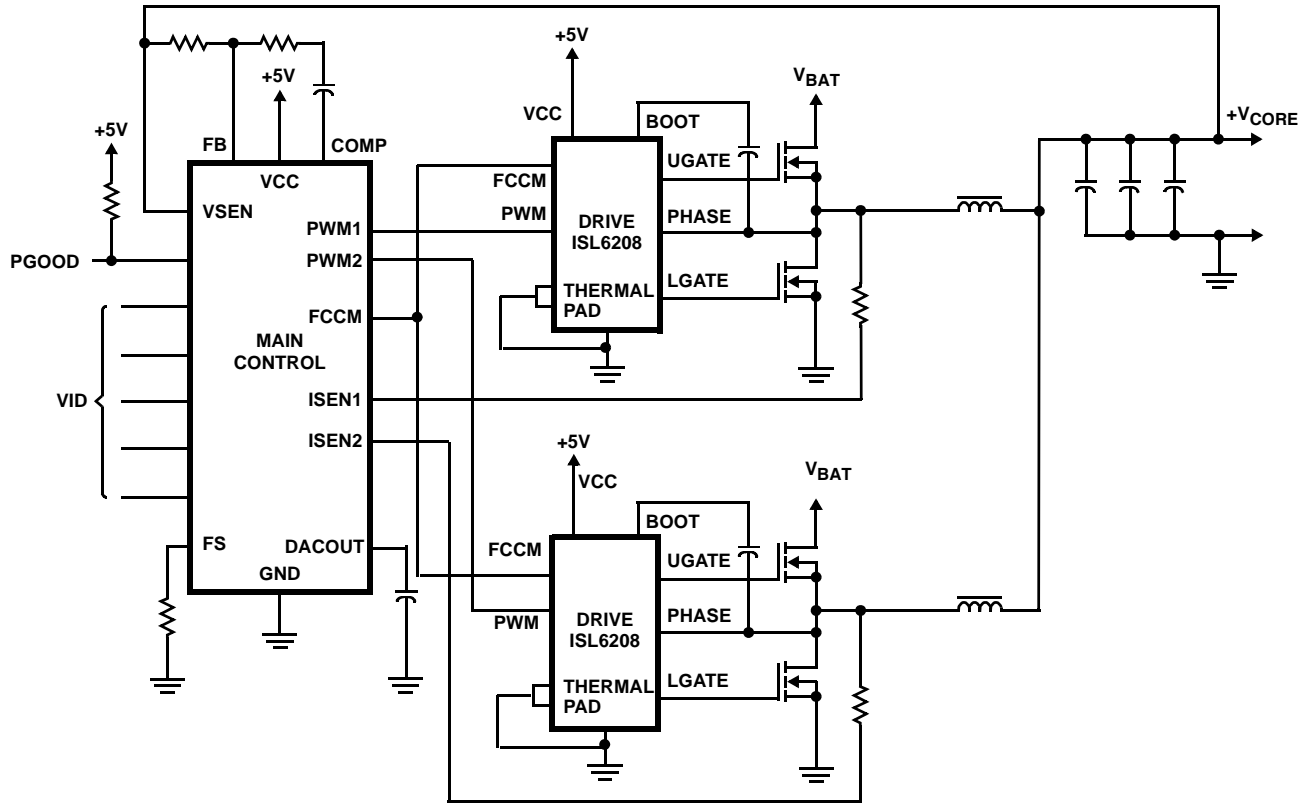 +5V
+5V
VBAT
+5V
VCC
BOOT
+VCORE
FB
COMP
UGATE
VCC
FCCM
VSEN
PWM
DRIVE
ISL6208
PHASE
PWM1
PGOOD
PWM2
LGATE
THERMAL
PAD
FCCM
MAIN
CONTROL
VID
ISEN1
ISEN2
+5V
VBAT
VCC
BOOT
FS
DACOUT
FCCM
UGATE
GND
PWM
DRIVE
ISL6208
PHASE
THERMAL
PAD
LGATE